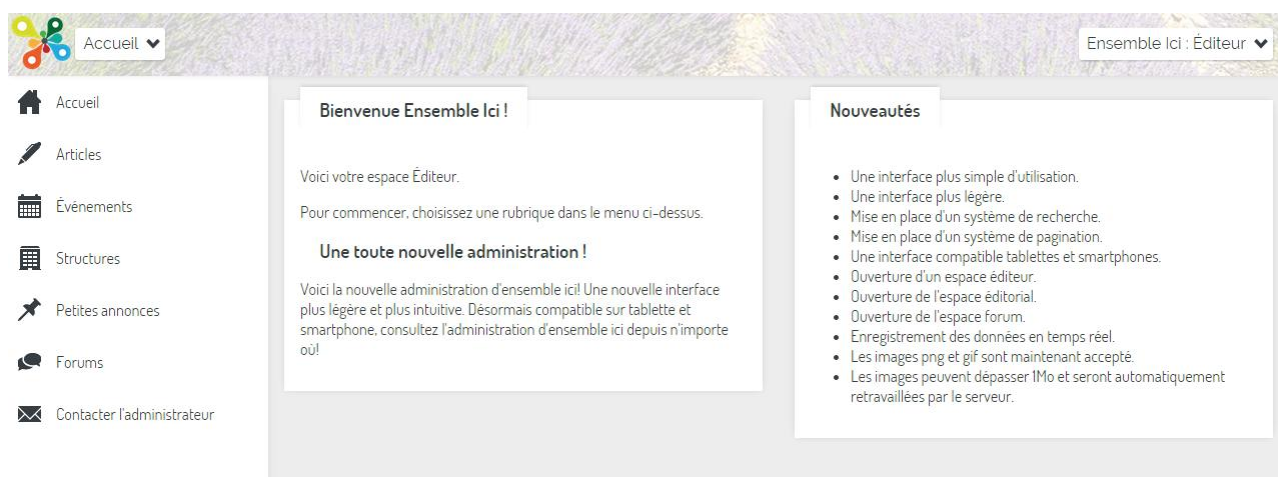 Accueil
Ensemble Ici : Éditeur
Accueil
Articles
Événements
Structures
Petites annonces
Forums
Contacter l'administrateur
Bienvenue Ensemble Ici !
Voici votre espace Éditeur.
Pour commencer, choisissez une rubrique dans le menu ci-dessus.
Une toute nouvelle administration !
Voici la nouvelle administration d'ensemble ici! Une nouvelle interface
plus légère et plus intuitive. Désormais compatible sur tablette et
smartphone, consultez l'administration d'ensemble ici depuis n'importe
où!
Nouveautés
• Une interface plus simple d'utilisation.
• Une interface plus légère.
• Mise en place d'un système de recherche.
• Mise en place d'un système de pagination.
• Une interface compatible tablettes et smartphones.
• Ouverture d'un espace éditeur.
• Ouverture de l'espace éditorial.
• Ouverture de l'espace forum.
• Enregistrement des données en temps réel.
• Les images png et gif sont maintenant accepté.
• Les images peuvent dépasser 1Mo et seront automatiquement
retravaillées par le serveur.